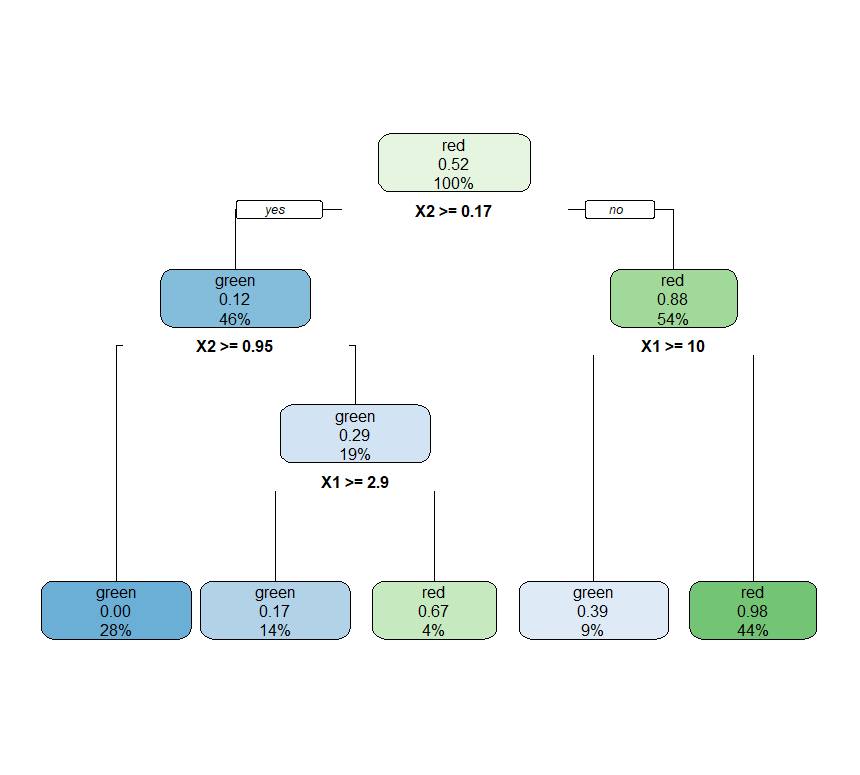 red
0.52
100%
yes
X2 >= 0.17
no
green
0.12
46%
red
0.88
54%
X2 >= 0.95
X1 >= 10
green
0.29
19%
X1 >= 2.9
green
0.00
28%
green
0.17
14%
red
0.67
4%
green
0.39
9%
red
0.98
44%